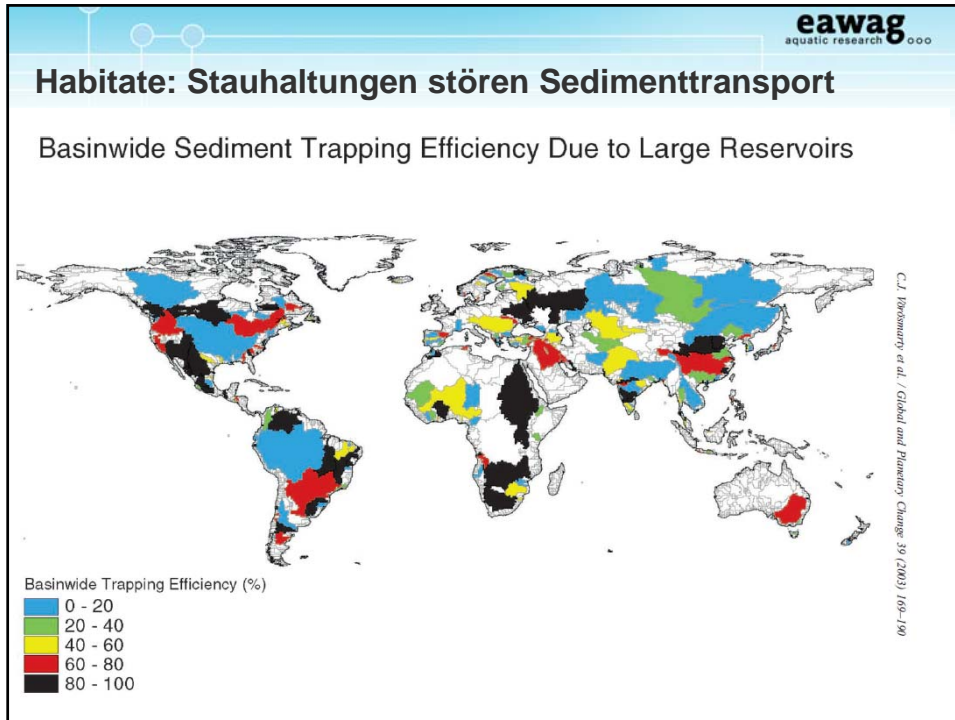 eawag
aquatic research
Habitate: Stauhaltungen stören Sedimenttransport
Basinwide Sediment Trapping Efficiency Due to Large Reservoirs
C.J. Vörösmarty et al. / Global and Planetary Change 39 (2003) 169–190
Basinwide Trapping Efficiency (%)
0 - 20
20 - 40
40 - 60
60 - 80
80 - 100